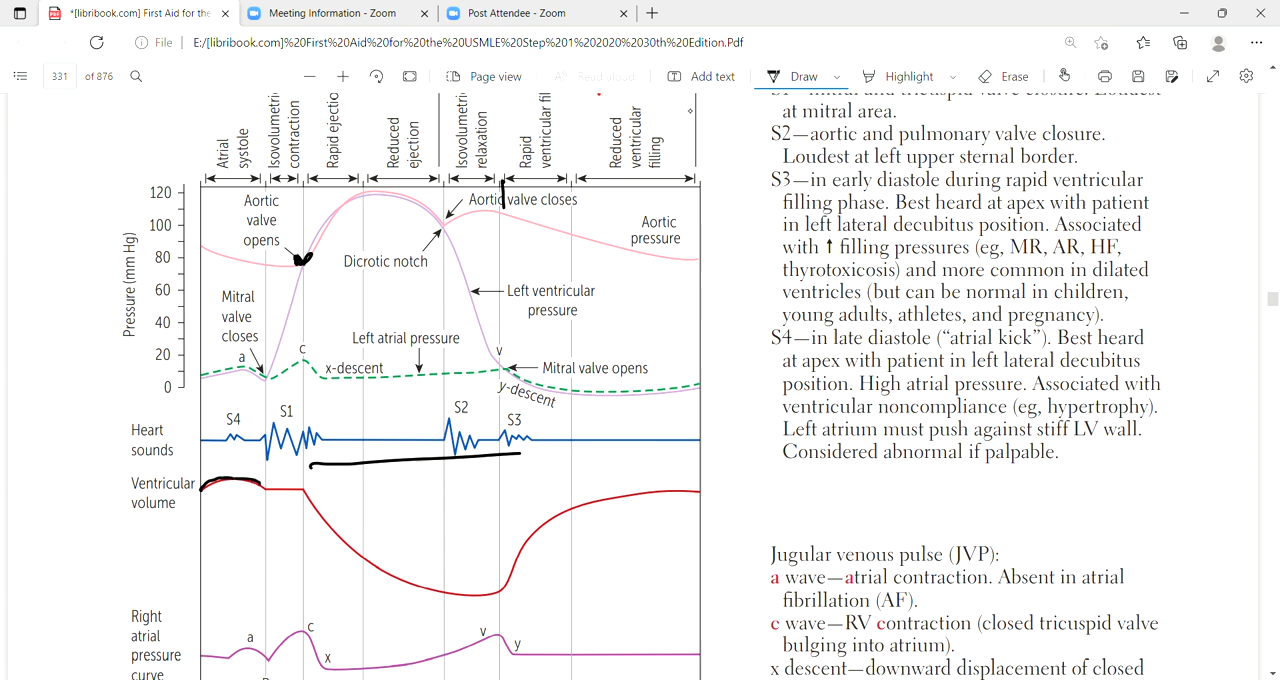 *[libribook.com] First Aid for the
Meeting Information - Zoom
Post Attendee - Zoom
File
E:/[libribook.com]%20First%20Aid%20for%20the%20USMLE%20Step%201%202020%2030th%20Edition.Pdf
331 of 876
Page view
Read aloud
Add text
Draw
Highlight
Erase
Atrial
systole
Isovolumetric
contraction
Rapid ejectio
Reduced
ejection
Isovolumetri
relaxation
Rapid
ventricular fil
Reduced
ventricular
filling
Pressure (mm Hg)
120
100
80
60
40
20
0
Aortic
valve
opens
Aortic valve closes
Aortic
pressure
Dicrotic notch
Mitral
valve
closes
Left ventricular
pressure
Left atrial pressure
a
c
x-descent
v
Mitral valve opens
y-descent
Heart
sounds
S4
S1
S2
S3
Ventricular
volume
Right
atrial
pressure
curve
a
c
x
v
y
S1—mitral and tricuspid valve closure. Loudest
at mitral area.
S2—aortic and pulmonary valve closure.
Loudest at left upper sternal border.
S3—in early diastole during rapid ventricular
filling phase. Best heard at apex with patient
in left lateral decubitus position. Associated
with ↑ filling pressures (eg, MR, AR, HF,
thyrotoxicosis) and more common in dilated
ventricles (but can be normal in children,
young adults, athletes, and pregnancy).
S4—in late diastole (“atrial kick”). Best heard
at apex with patient in left lateral decubitus
position. High atrial pressure. Associated with
ventricular noncompliance (eg, hypertrophy).
Left atrium must push against stiff LV wall.
Considered abnormal if palpable.
Jugular venous pulse (JVP):
a wave—atrial contraction. Absent in atrial
fibrillation (AF).
c wave—RV contraction (closed tricuspid valve
bulging into atrium).
x descent—downward displacement of closed